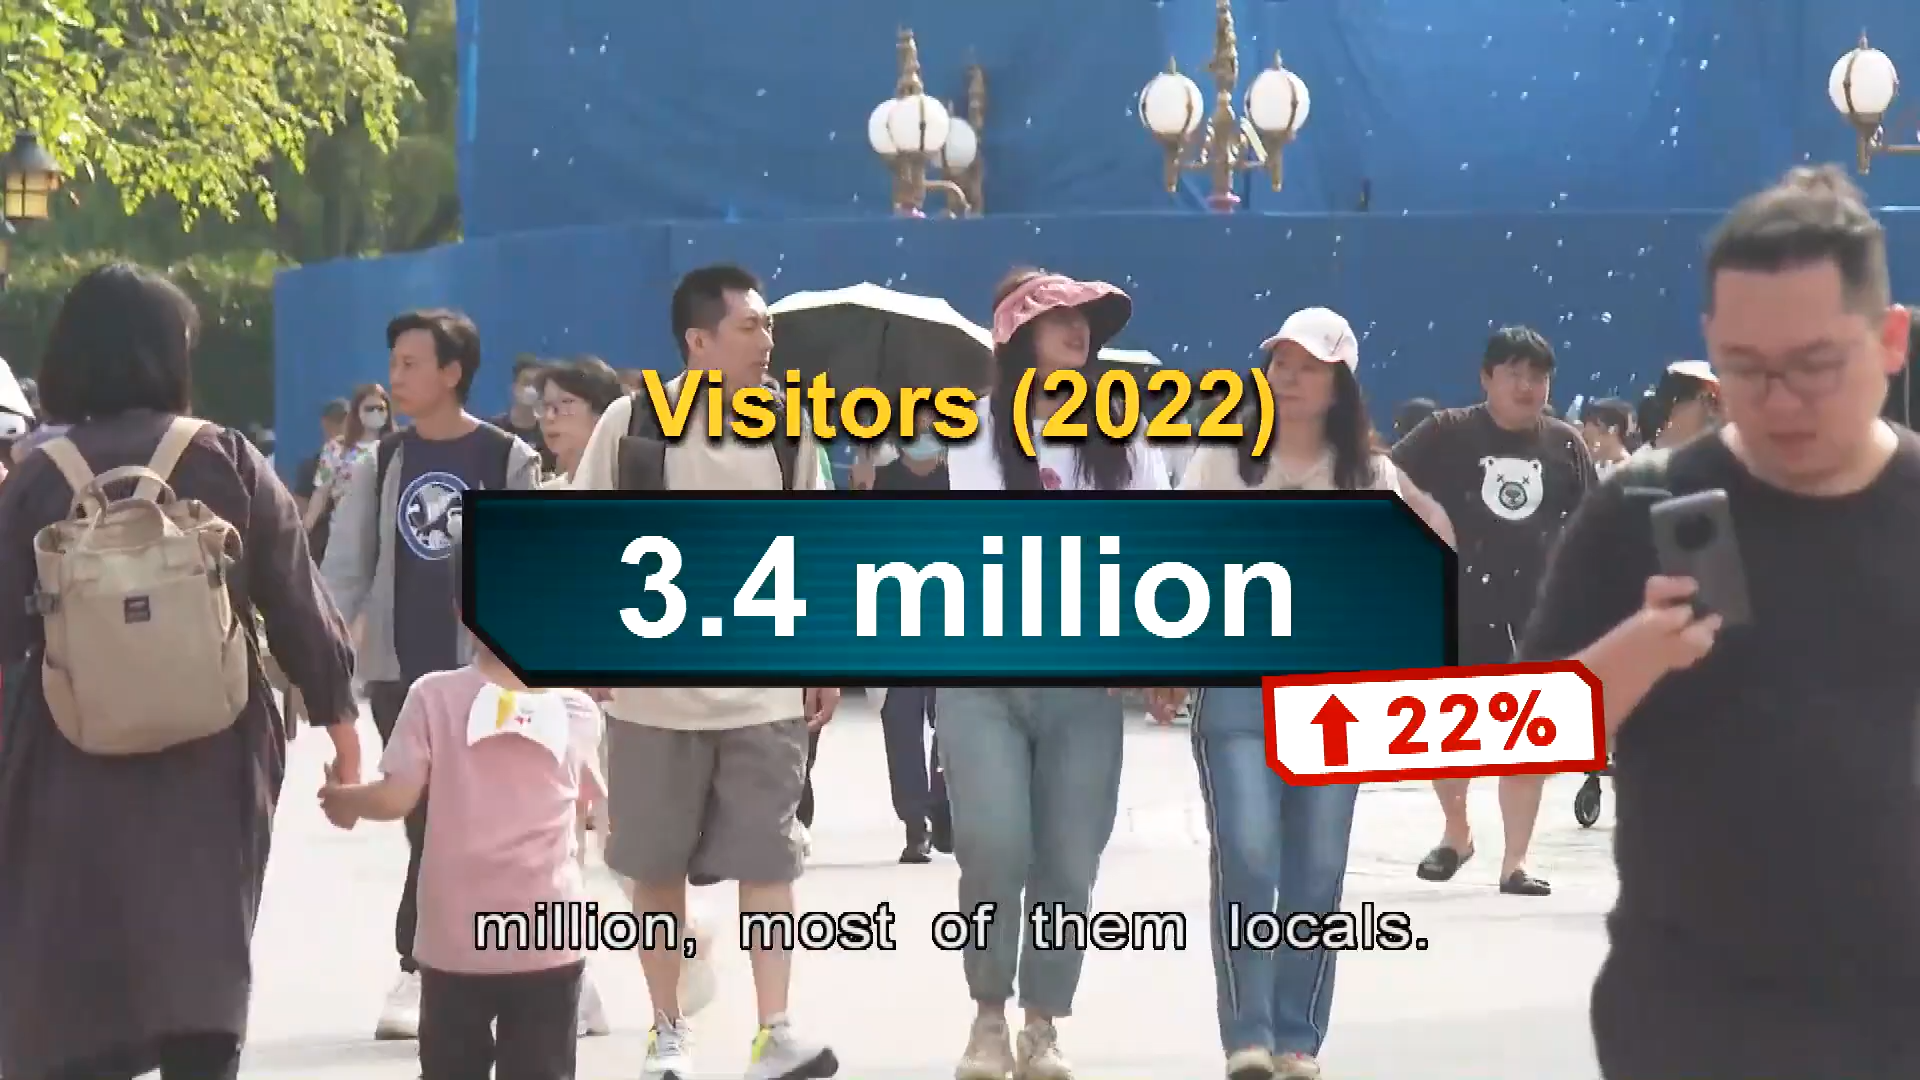 Visitors (2022)
3.4 million
↑ 22%
million, most of them locals.